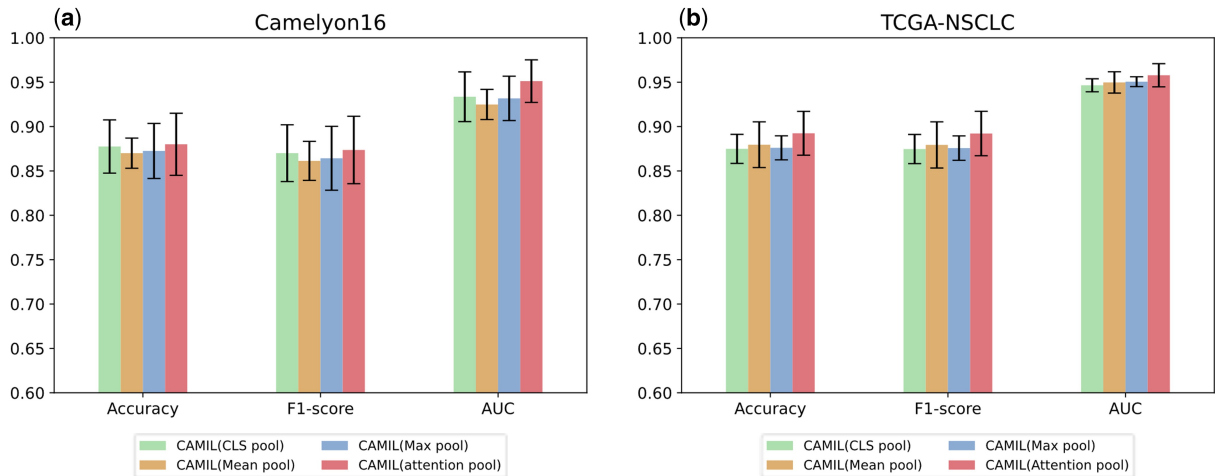 (a)
Camelyon16
1.00
0.95
0.90
0.85
0.80
0.75
0.70
0.65
0.60
Accuracy F1-score AUC
CAMIL(CLS pool) CAMIL(Max pool)
CAMIL(Mean pool) CAMIL(attention pool)
(b)
TCGA-NSCLC
1.00
0.95
0.90
0.85
0.80
0.75
0.70
0.65
0.60
Accuracy F1-score AUC
CAMIL(CLS pool) CAMIL(Max pool)
CAMIL(Mean pool) CAMIL(attention pool)